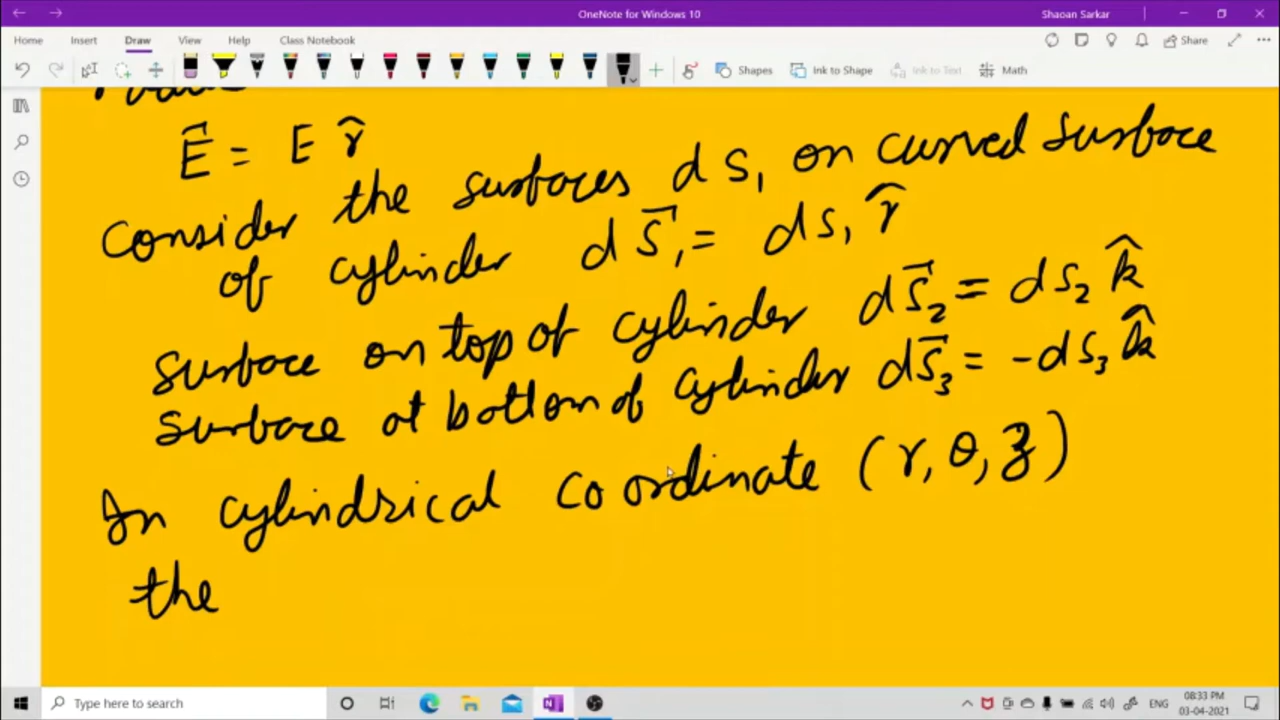 OneNote for Windows 10
Shaoan Sarkar
Home Insert Draw View Help Class Notebook
Share
Shapes Ink to Shape Ink to Text Math
E⃗ = E r̂
Consider the surfaces ds₁ on curved surface
of cylinder dS⃗₁ = ds₁ r̂
surface on top of cylinder dS⃗₂ = ds₂ k̂
surface at bottom of cylinder dS⃗₃ = -ds₃ k̂
In cylindrical coordinate (r, θ, z)
the
Type here to search
ENG
08:33 PM
03-04-2021